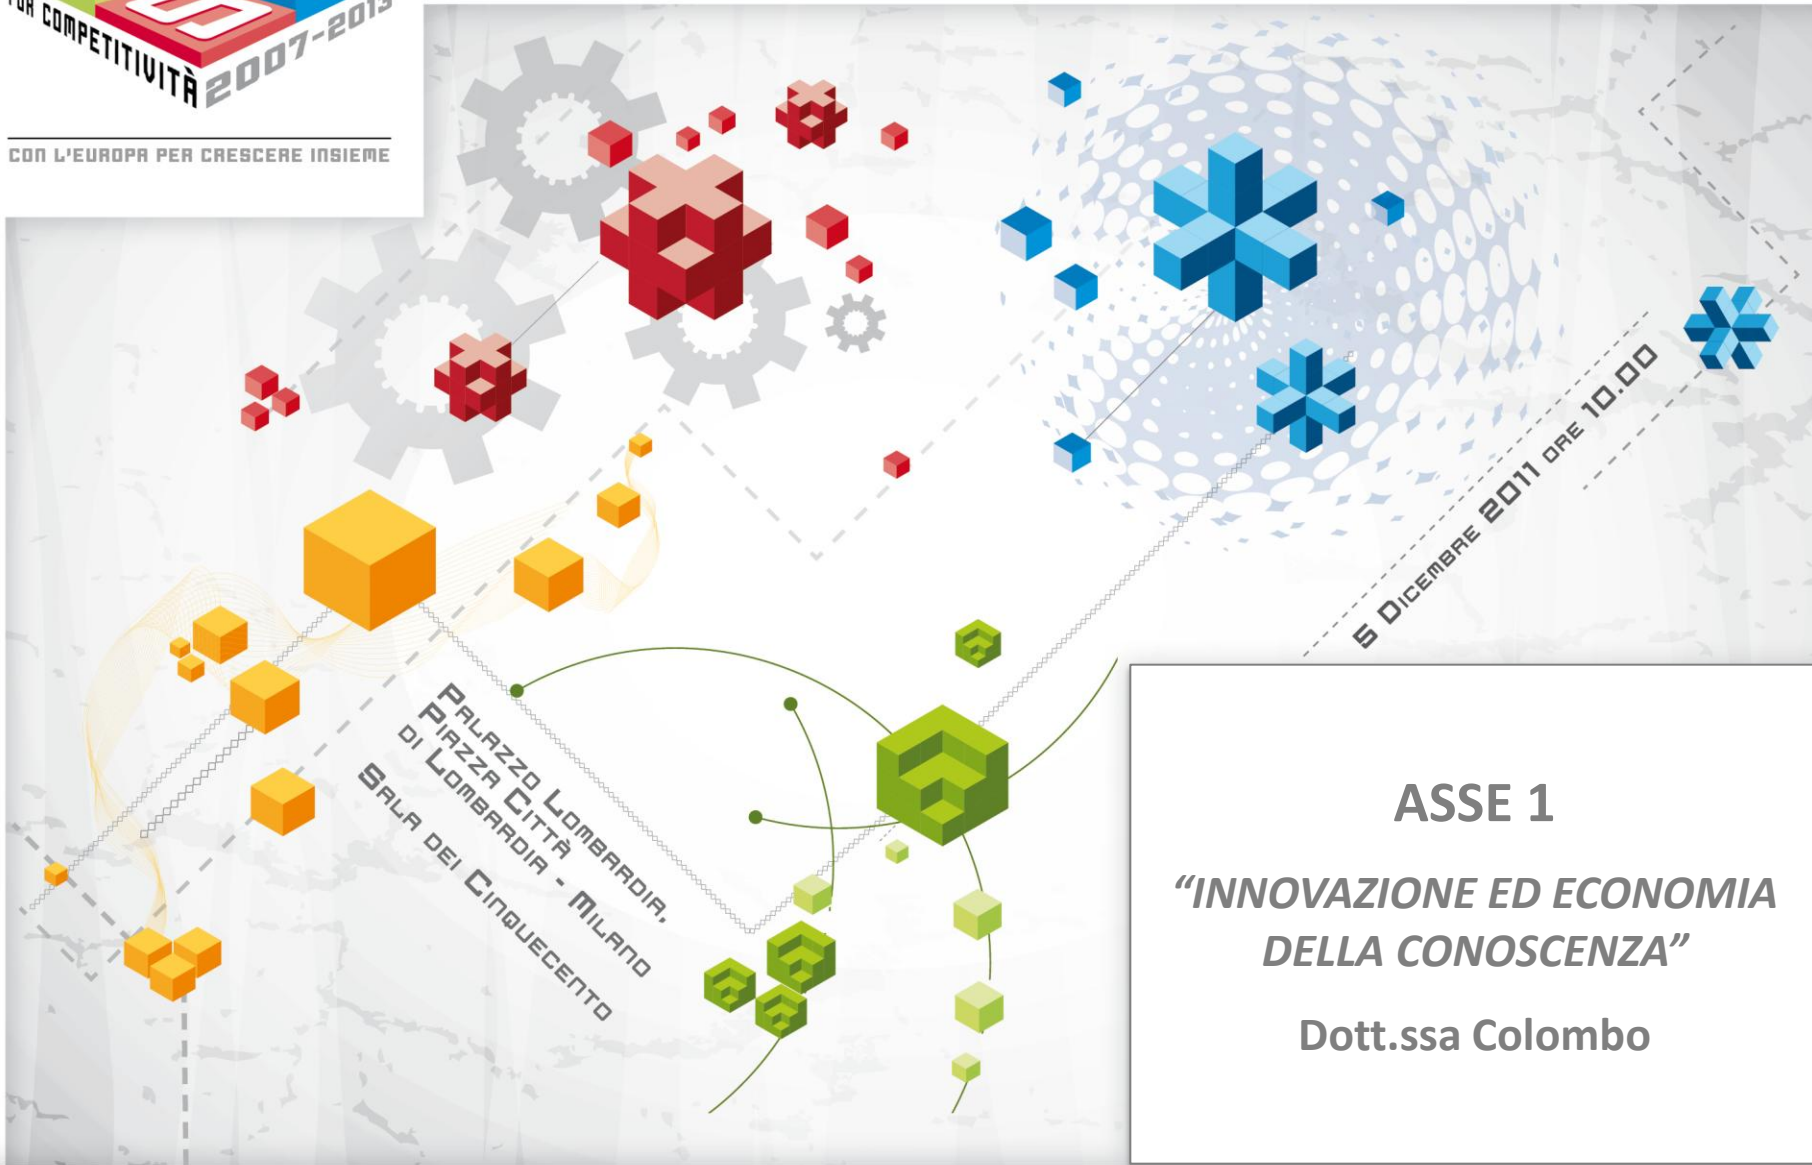 POR COMPETITIVITÀ 2007-2013
CON L'EUROPA PER CRESCERE INSIEME
5 DICEMBRE 2011 ORE 10.00
PALAZZO LOMBARDIA,
PIAZZA CITTÀ
DI LOMBARDIA - MILANO
SALA DEI CINQUECENTO
ASSE 1
“INNOVAZIONE ED ECONOMIA
DELLA CONOSCENZA”
Dott.ssa Colombo